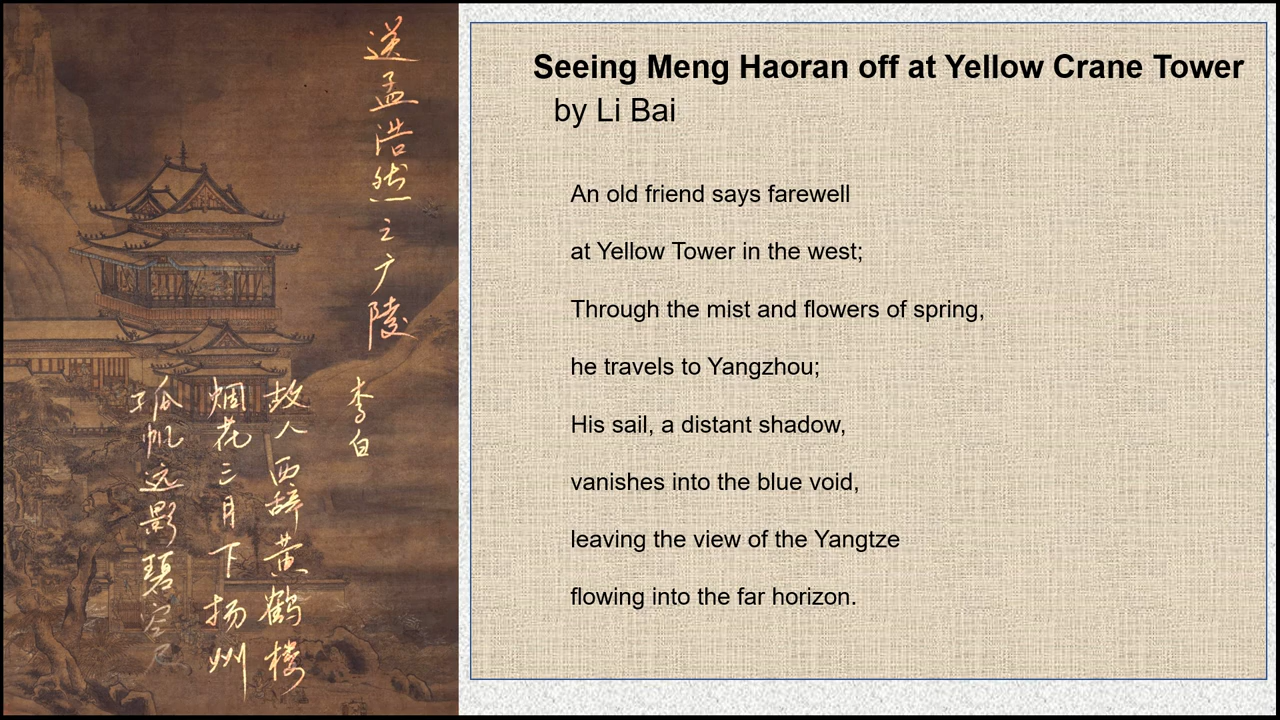 送孟浩然之广陵
李白
故人西辞黄鹤楼
烟花三月下扬州
孤帆远影碧空
Seeing Meng Haoran off at Yellow Crane Tower
by Li Bai
An old friend says farewell
at Yellow Tower in the west;
Through the mist and flowers of spring,
he travels to Yangzhou;
His sail, a distant shadow,
vanishes into the blue void,
leaving the view of the Yangtze
flowing into the far horizon.